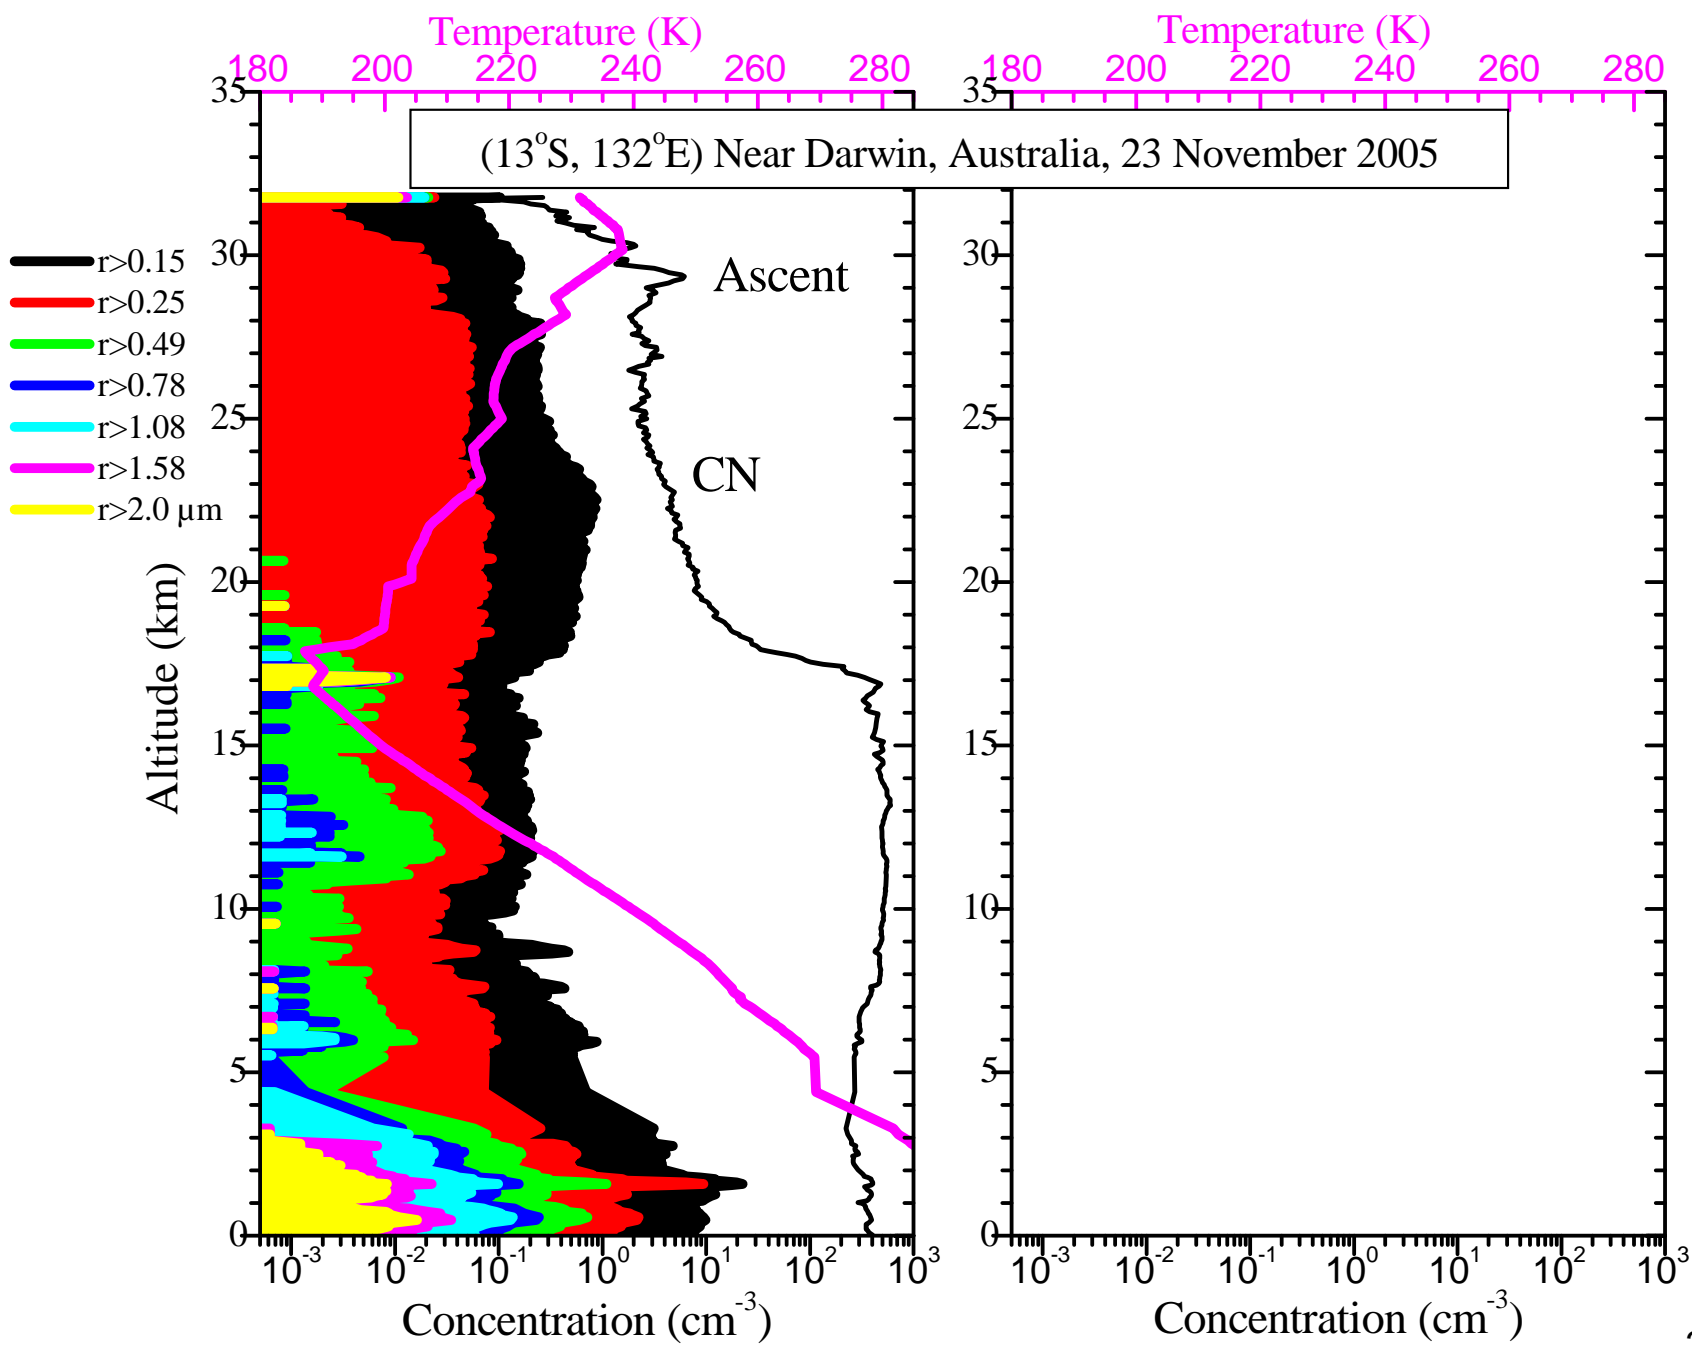 Temperature (K) Temperature (K)
180 200 220 240 260 280 180 200 220 240 260 280
(13°S, 132°E) Near Darwin, Australia, 23 November 2005
35 30 25 20 15 10 5 0
35 30 25 20 15 10 5 0
r>0.15
r>0.25
r>0.49
r>0.78
r>1.08
r>1.58
r>2.0 µm
Altitude (km)
Ascent
CN
10⁻³ 10⁻² 10⁻¹ 10⁰ 10¹ 10² 10³ 10⁻³ 10⁻² 10⁻¹ 10⁰ 10¹ 10² 10³
Concentration (cm⁻³) Concentration (cm⁻³)